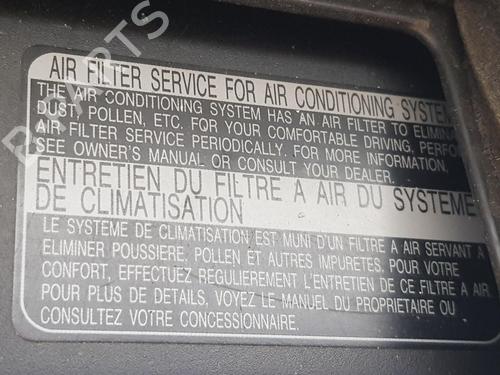 AIR FILTER SERVICE FOR AIR CONDITIONING SYSTEM
THE AIR CONDITIONING SYSTEM HAS AN AIR FILTER TO ELIMIN
DUST, POLLEN, ETC. FOR YOUR COMFORTABLE DRIVING, PERFO
AIR FILTER SERVICE PERIODICALLY. FOR MORE INFORMATION,
SEE OWNER'S MANUAL OR CONSULT YOUR DEALER.
ENTRETIEN DU FILTRE A AIR DU SYSTEME
DE CLIMATISATION
LE SYSTEME DE CLIMATISATION EST MUNI D'UN FILTRE A AIR SERVANT A
ELIMINER POUSSIERE, POLLEN ET AUTRES IMPURETES. POUR VOTRE
CONFORT, EFFECTUEZ REGULIEREMENT L'ENTRETIEN DE CE FILTRE A AIR.
POUR PLUS DE DETAILS, VOYEZ LE MANUEL DU PROPRIETAIRE OU
CONSULTEZ VOTRE CONCESSIONNAIRE.
B PARTS